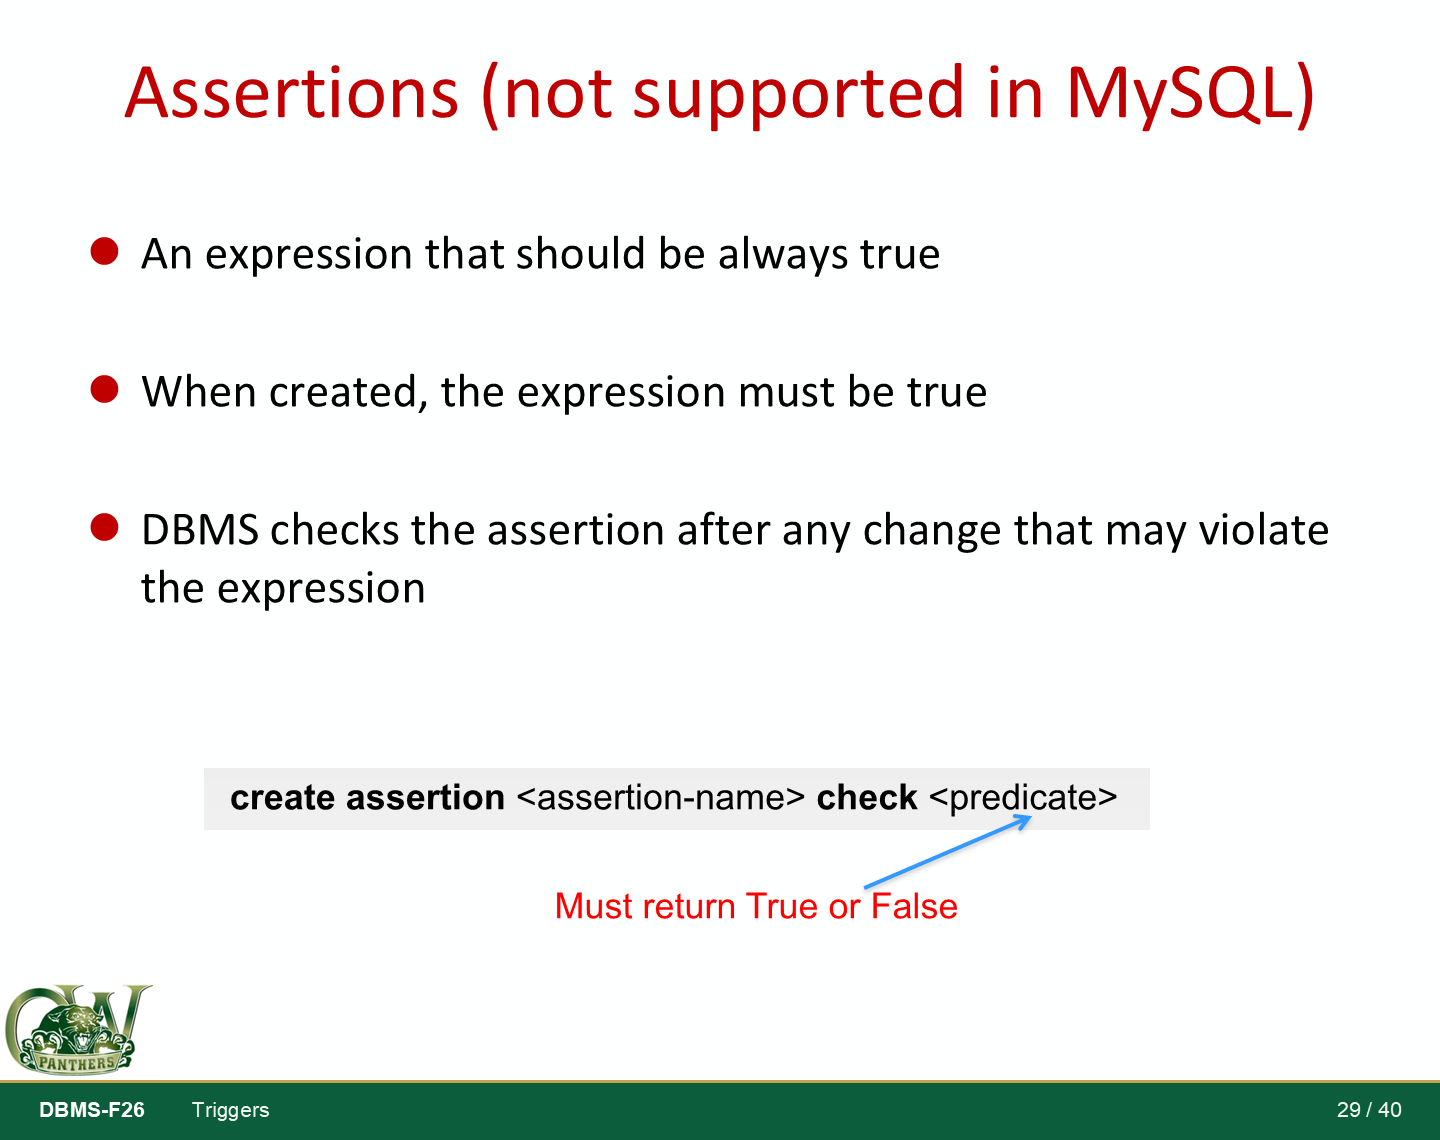 Assertions (not supported in MySQL)
An expression that should be always true
When created, the expression must be true
DBMS checks the assertion after any change that may violate
the expression
create assertion <assertion-name> check <predicate>
Must return True or False
OW
PANTHERS
DBMS-F26 Triggers 29 / 40